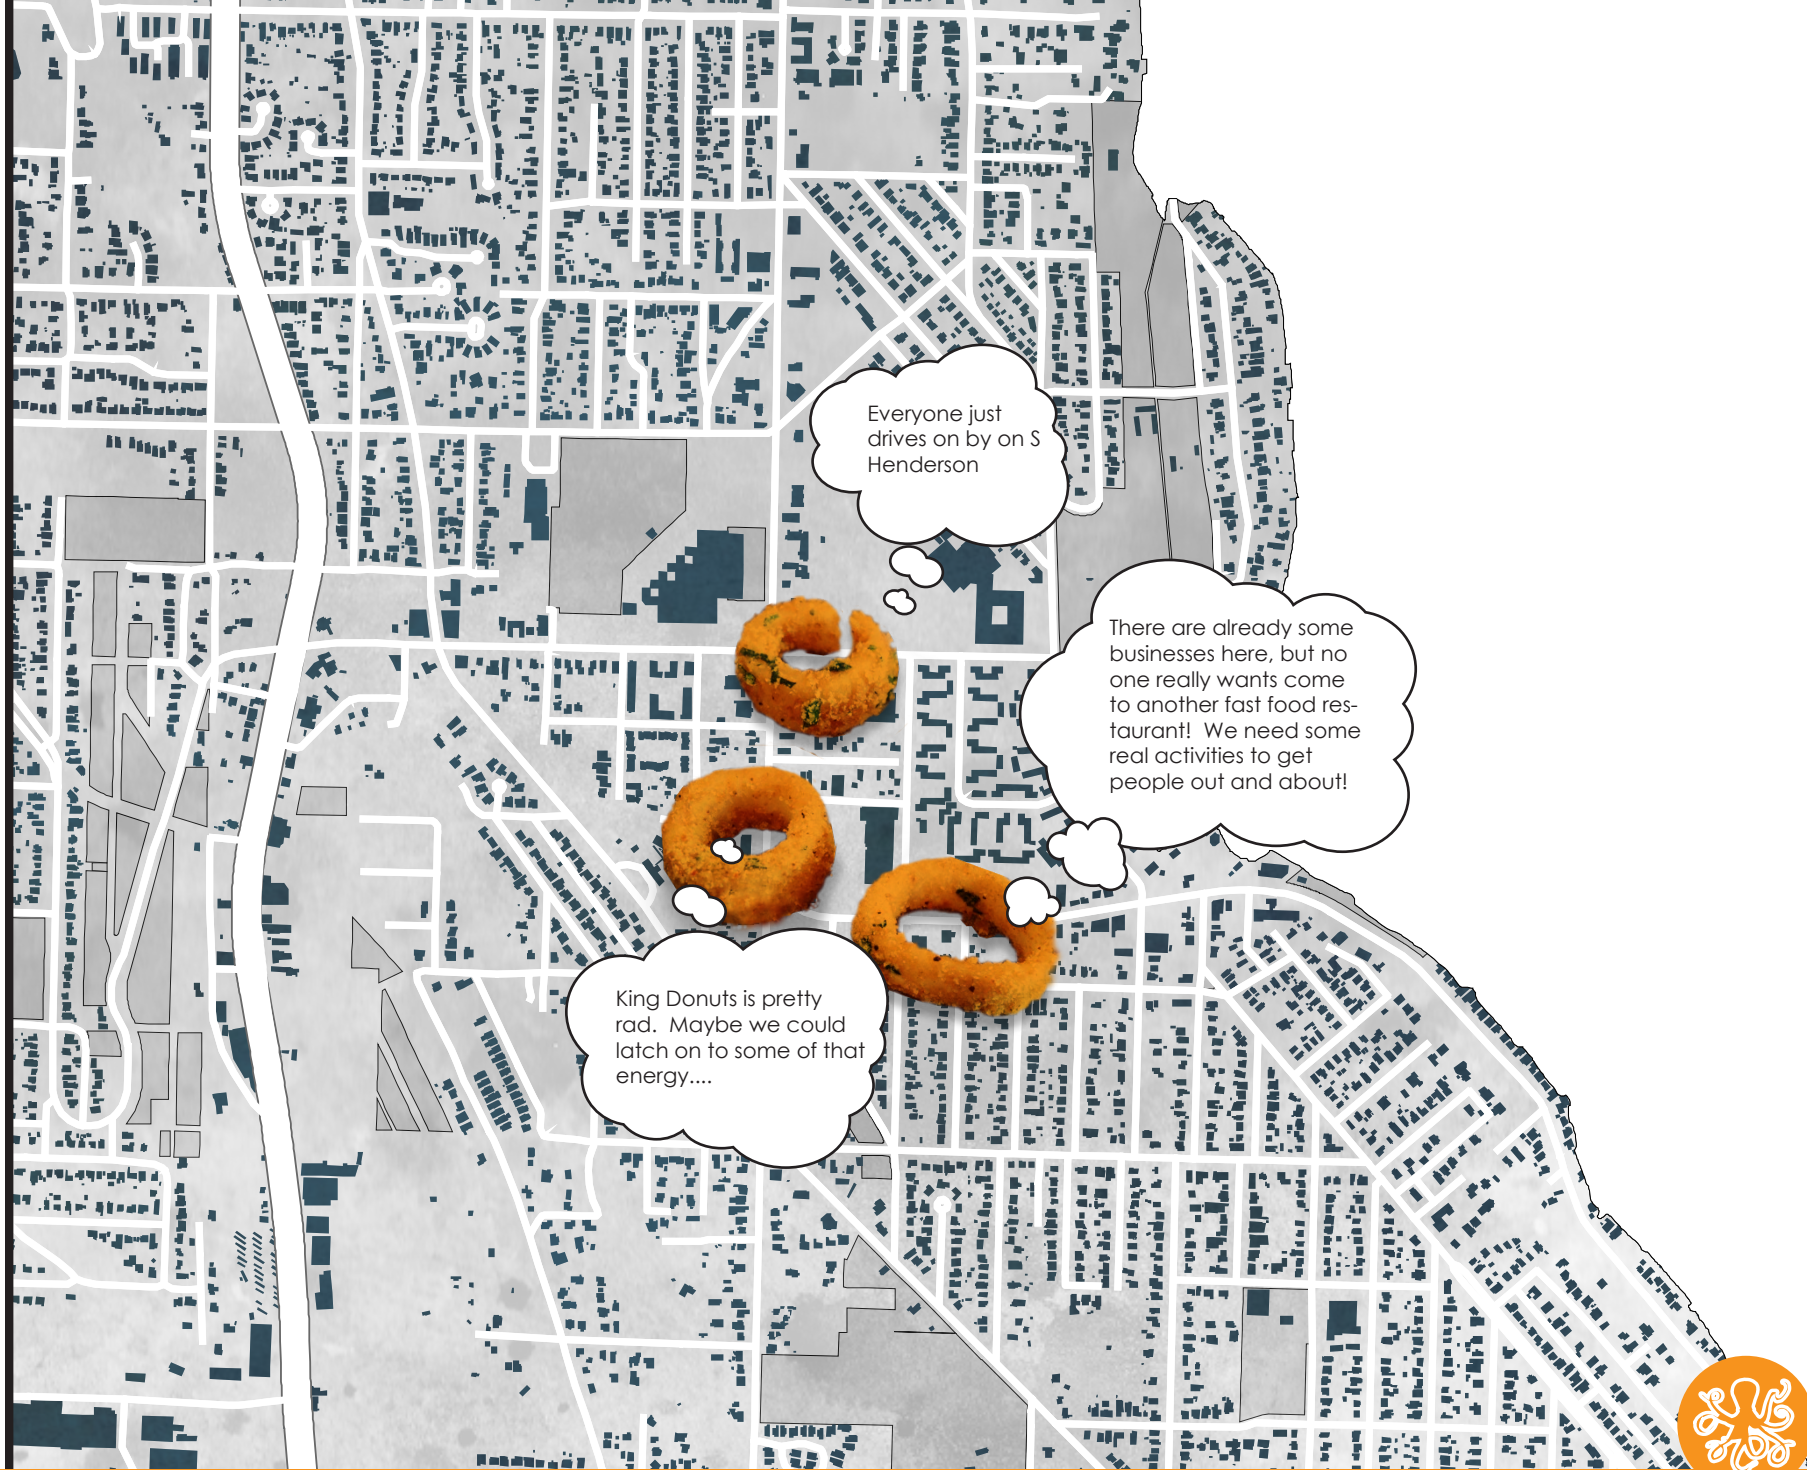 Everyone just
drives on by on S
Henderson
There are already some
businesses here, but no
one really wants come
to another fast food res-
taurant!  We need some
real activities to get
people out and about!
King Donuts is pretty
rad.  Maybe we could
latch on to some of that
energy....